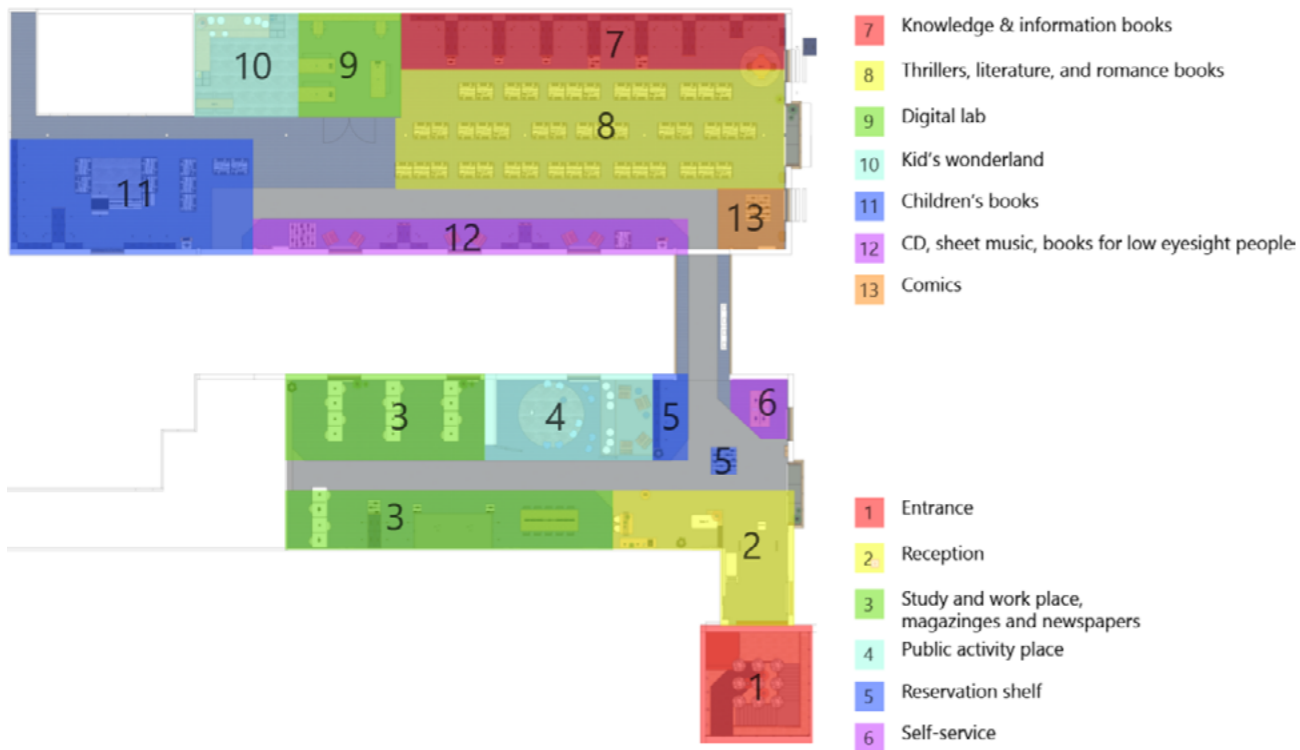 7 Knowledge & information books
8 Thrillers, literature, and romance books
9 Digital lab
10 Kid's wonderland
11 Children's books
12 CD, sheet music, books for low eyesight people
13 Comics
10
9
7
8
11
12
13
3
4
5
6
5
3
2
1
1 Entrance
2 Reception
3 Study and work place,
magazinges and newspapers
4 Public activity place
5 Reservation shelf
6 Self-service